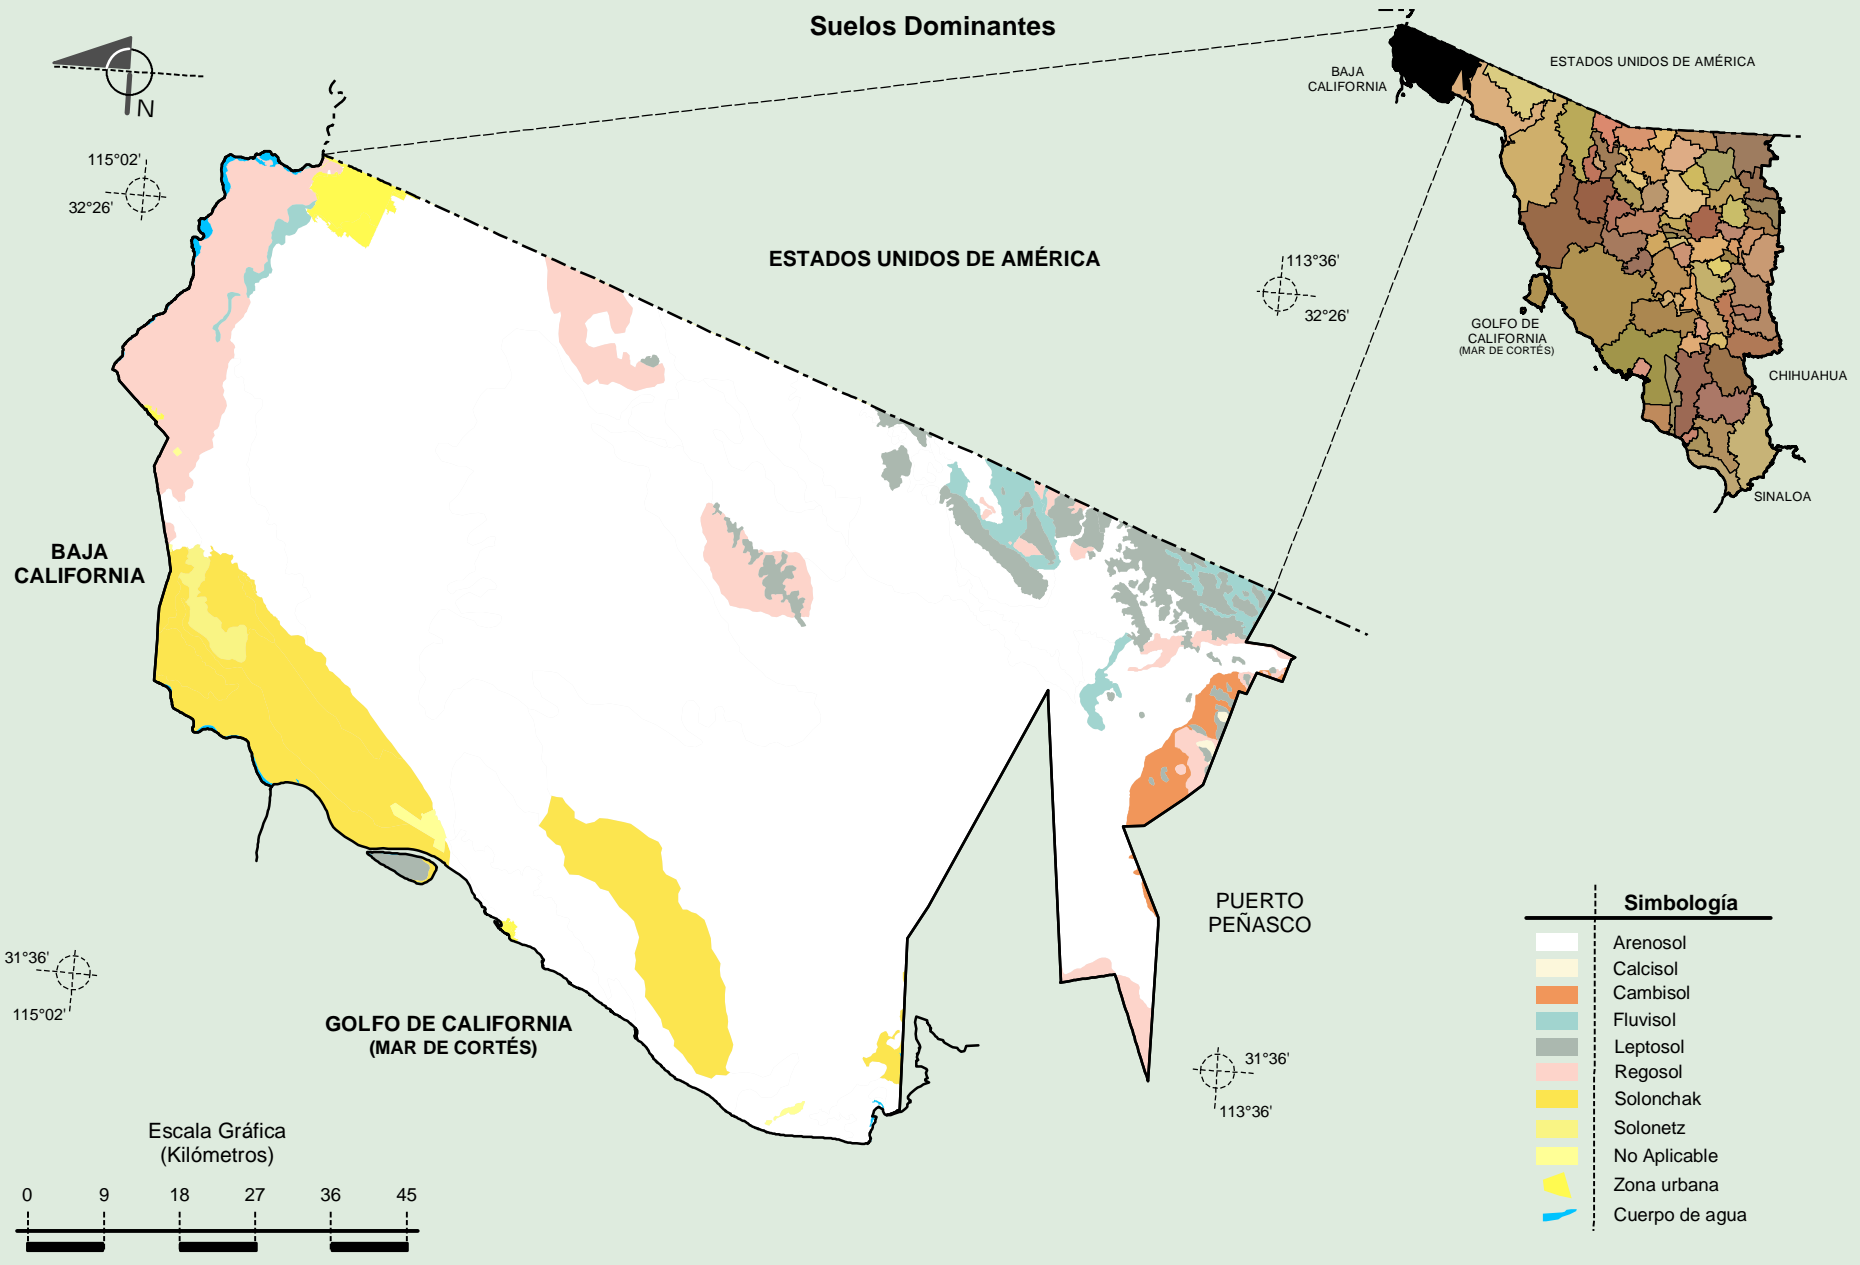 Suelos Dominantes
N
115°02'
32°26'
BAJA
CALIFORNIA
ESTADOS UNIDOS DE AMÉRICA
GOLFO DE
CALIFORNIA
(MAR DE CORTÉS)
CHIHUAHUA
SINALOA
ESTADOS UNIDOS DE AMÉRICA
113°36'
32°26'
BAJA
CALIFORNIA
PUERTO
PEÑASCO
31°36'
115°02'
GOLFO DE CALIFORNIA
(MAR DE CORTÉS)
31°36'
113°36'
Escala Gráfica
(Kilómetros)
0 9 18 27 36 45
Simbología
Arenosol
Calcisol
Cambisol
Fluvisol
Leptosol
Regosol
Solonchak
Solonetz
No Aplicable
Zona urbana
Cuerpo de agua